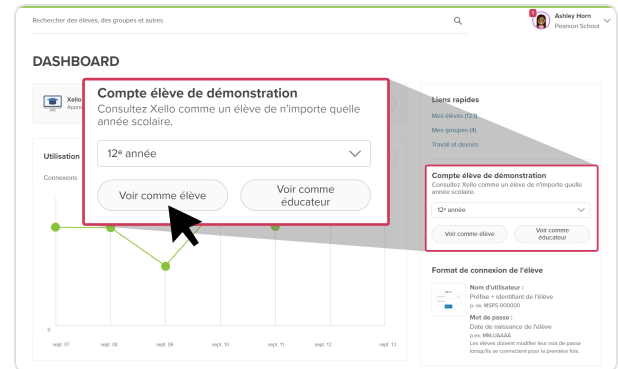 Rechercher des élèves, des groupes et autres
1
Ashley Horn
Pearson School
DASHBOARD
Xello
Appre
Compte élève de démonstration
Consultez Xello comme un élève de n'importe quelle
année scolaire.
12e année
Voir comme élève
Voir comme
éducateur
Utilisation
Connexions
0
sept 07
sept 08
sept 09
sept 10
sept 11
sept 12
sept 13
Liens rapides
Mes élèves (123)
Mes groupes (4)
Travail et devoirs
Compte élève de démonstration
Consultez Xello comme un élève de n'importe quelle
année scolaire.
12e année
Voir comme élève
Voir comme
éducateur
Format de connexion de l'élève
Nom d'utilisateur :
Préfixe + identifiant de l'élève
p. ex. MSPS-000000
Mot de passe :
Date de naissance de l'élève
p.ex. MMJJAAAA
Les élèves doivent modifier leur mot de passe
lorsqu'ils se connectent pour la première fois.